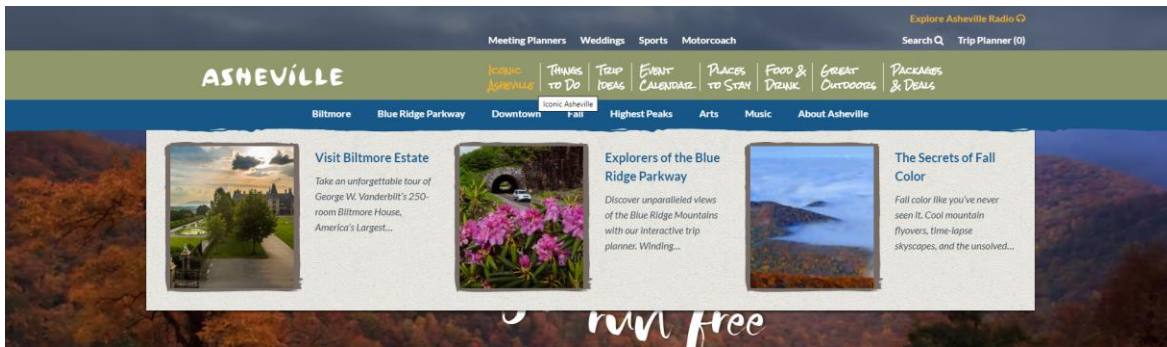 Explore Asheville Radio
Meeting Planners Weddings Sports Motorcoach Search Trip Planner (0)
ASHEVILLE
Iconic Asheville
Things to Do
Trip Ideas
Event Calendar
Places to Stay
Food & Drink
Great Outdoors
Packages & Deals
Iconic Asheville
Biltmore Blue Ridge Parkway Downtown Fall Highest Peaks Arts Music About Asheville
Visit Biltmore Estate
Take an unforgettable tour of
George W. Vanderbilt's 250-
room Biltmore House,
America's Largest...
Explorers of the Blue
Ridge Parkway
Discover unparalleled views
of the Blue Ridge Mountains
with our interactive trip
planner. Winding...
The Secrets of Fall
Color
Fall color like you've never
seen it. Cool mountain
flyovers, time-lapse
skyscapes, and the unsolved...
run free